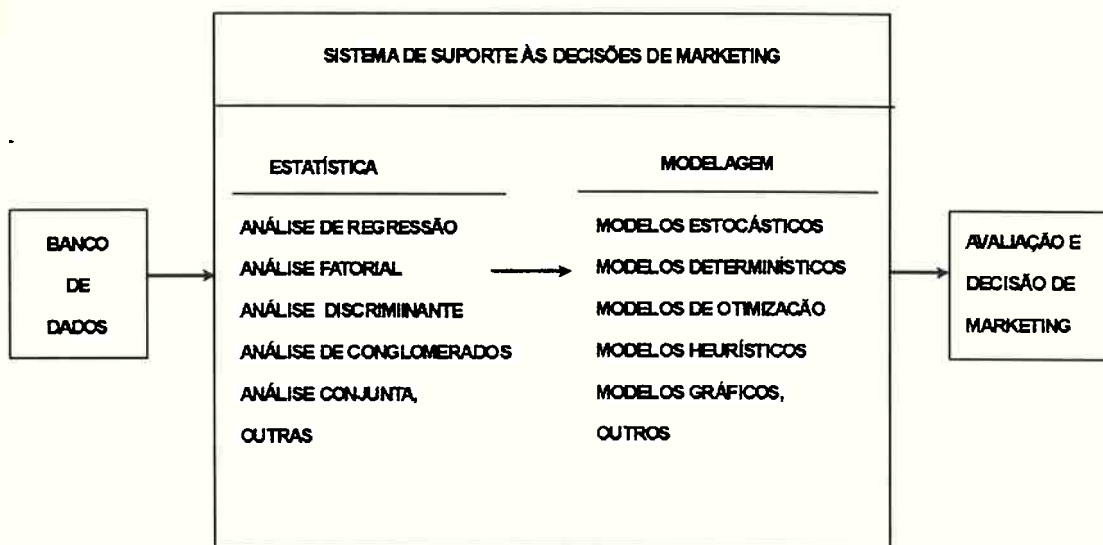 SISTEMA DE SUPORTE ÀS DECISÕES DE MARKETING
BANCO
DE
DADOS
ESTATÍSTICA
ANÁLISE DE REGRESSÃO
ANÁLISE FATORIAL
ANÁLISE DISCRIMINANTE
ANÁLISE DE CONGLOMERADOS
ANÁLISE CONJUNTA,
OUTRAS
MODELAGEM
MODELOS ESTOCÁSTICOS
MODELOS DETERMINÍSTICOS
MODELOS DE OTIMIZAÇÃO
MODELOS HEURÍSTICOS
MODELOS GRÁFICOS,
OUTROS
AVALIAÇÃO E
DECISÃO DE
MARKETING